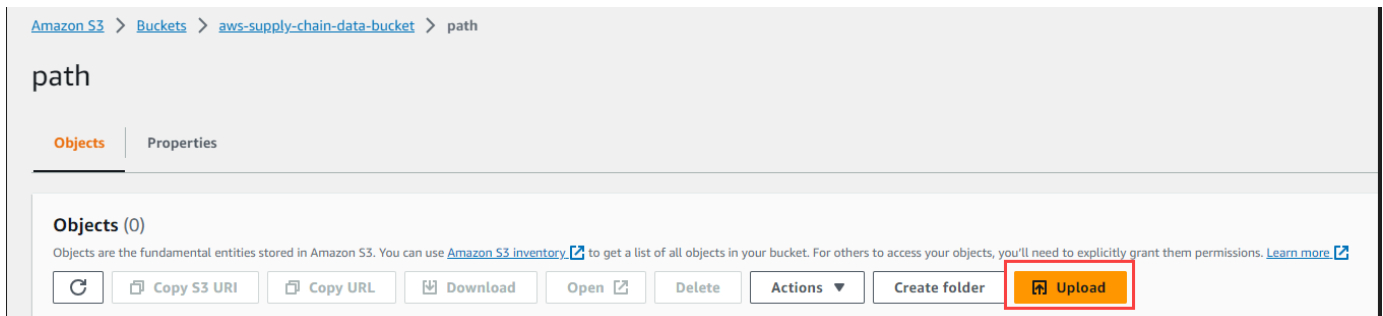 Amazon S3 > Buckets > aws-supply-chain-data-bucket > path
path
Objects Properties
Objects (0)
Objects are the fundamental entities stored in Amazon S3. You can use Amazon S3 inventory to get a list of all objects in your bucket. For others to access your objects, you'll need to explicitly grant them permissions. Learn more
Copy S3 URI Copy URL Download Open Delete Actions Create folder Upload